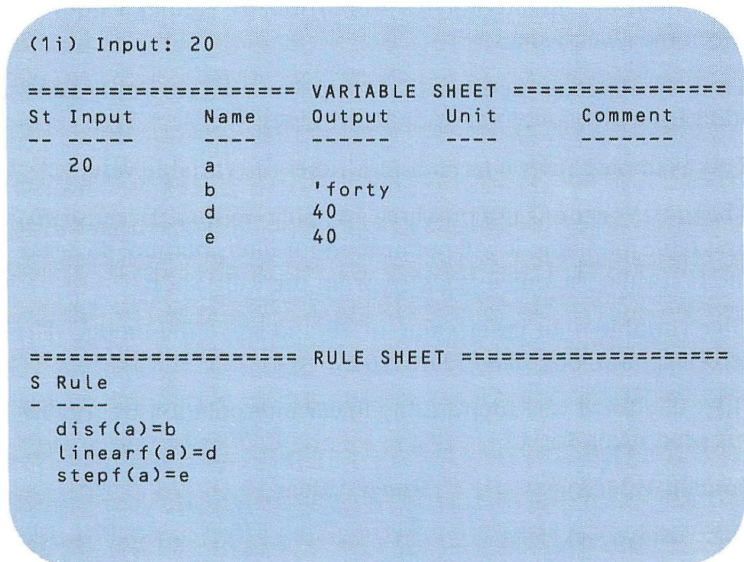 (1i) Input: 20
==================== VARIABLE SHEET ================
St Input Name Output Unit Comment
-- ------ ---- ------ ---- -------
20 a
b 'forty
d 40
e 40
==================== RULE SHEET ====================
S Rule
- ----
disf(a)=b
linearf(a)=d
stepf(a)=e